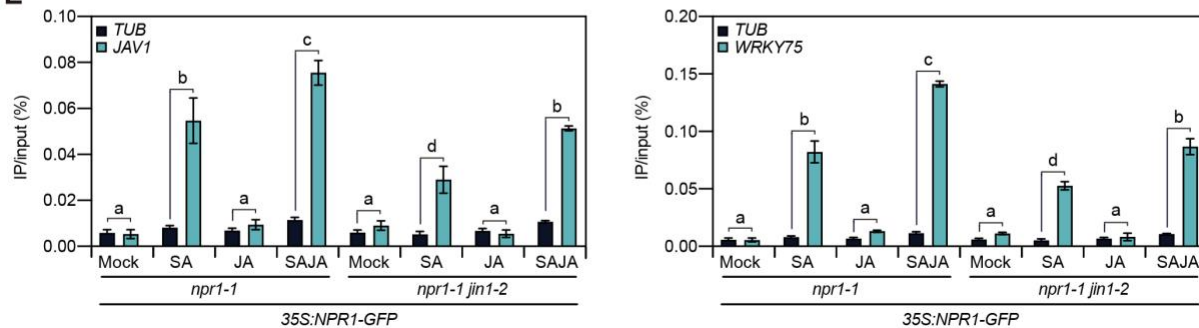 E
0.10
0.08
0.06
0.04
0.02
0.00
IP/input (%)
TUB
JAV1
a
b
a
c
a
d
a
b
Mock SA JA SAJA Mock SA JA SAJA
npr1-1 npr1-1 jin1-2
35S:NPR1-GFP
0.20
0.15
0.10
0.05
0.00
IP/input (%)
TUB
WRKY75
a
b
a
c
a
d
a
b
Mock SA JA SAJA Mock SA JA SAJA
npr1-1 npr1-1 jin1-2
35S:NPR1-GFP